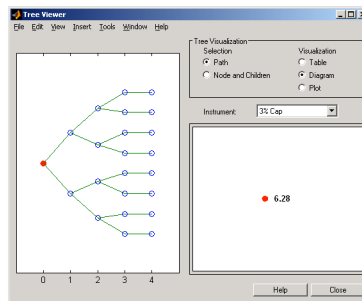 Tree Viewer
File Edit View Insert Tools Window Help
Tree Visualization
Selection Visualization
Path Table
Node and Children Diagram
Plot
Instrument: 3% Cap
6.28
0 1 2 3 4
Help Close